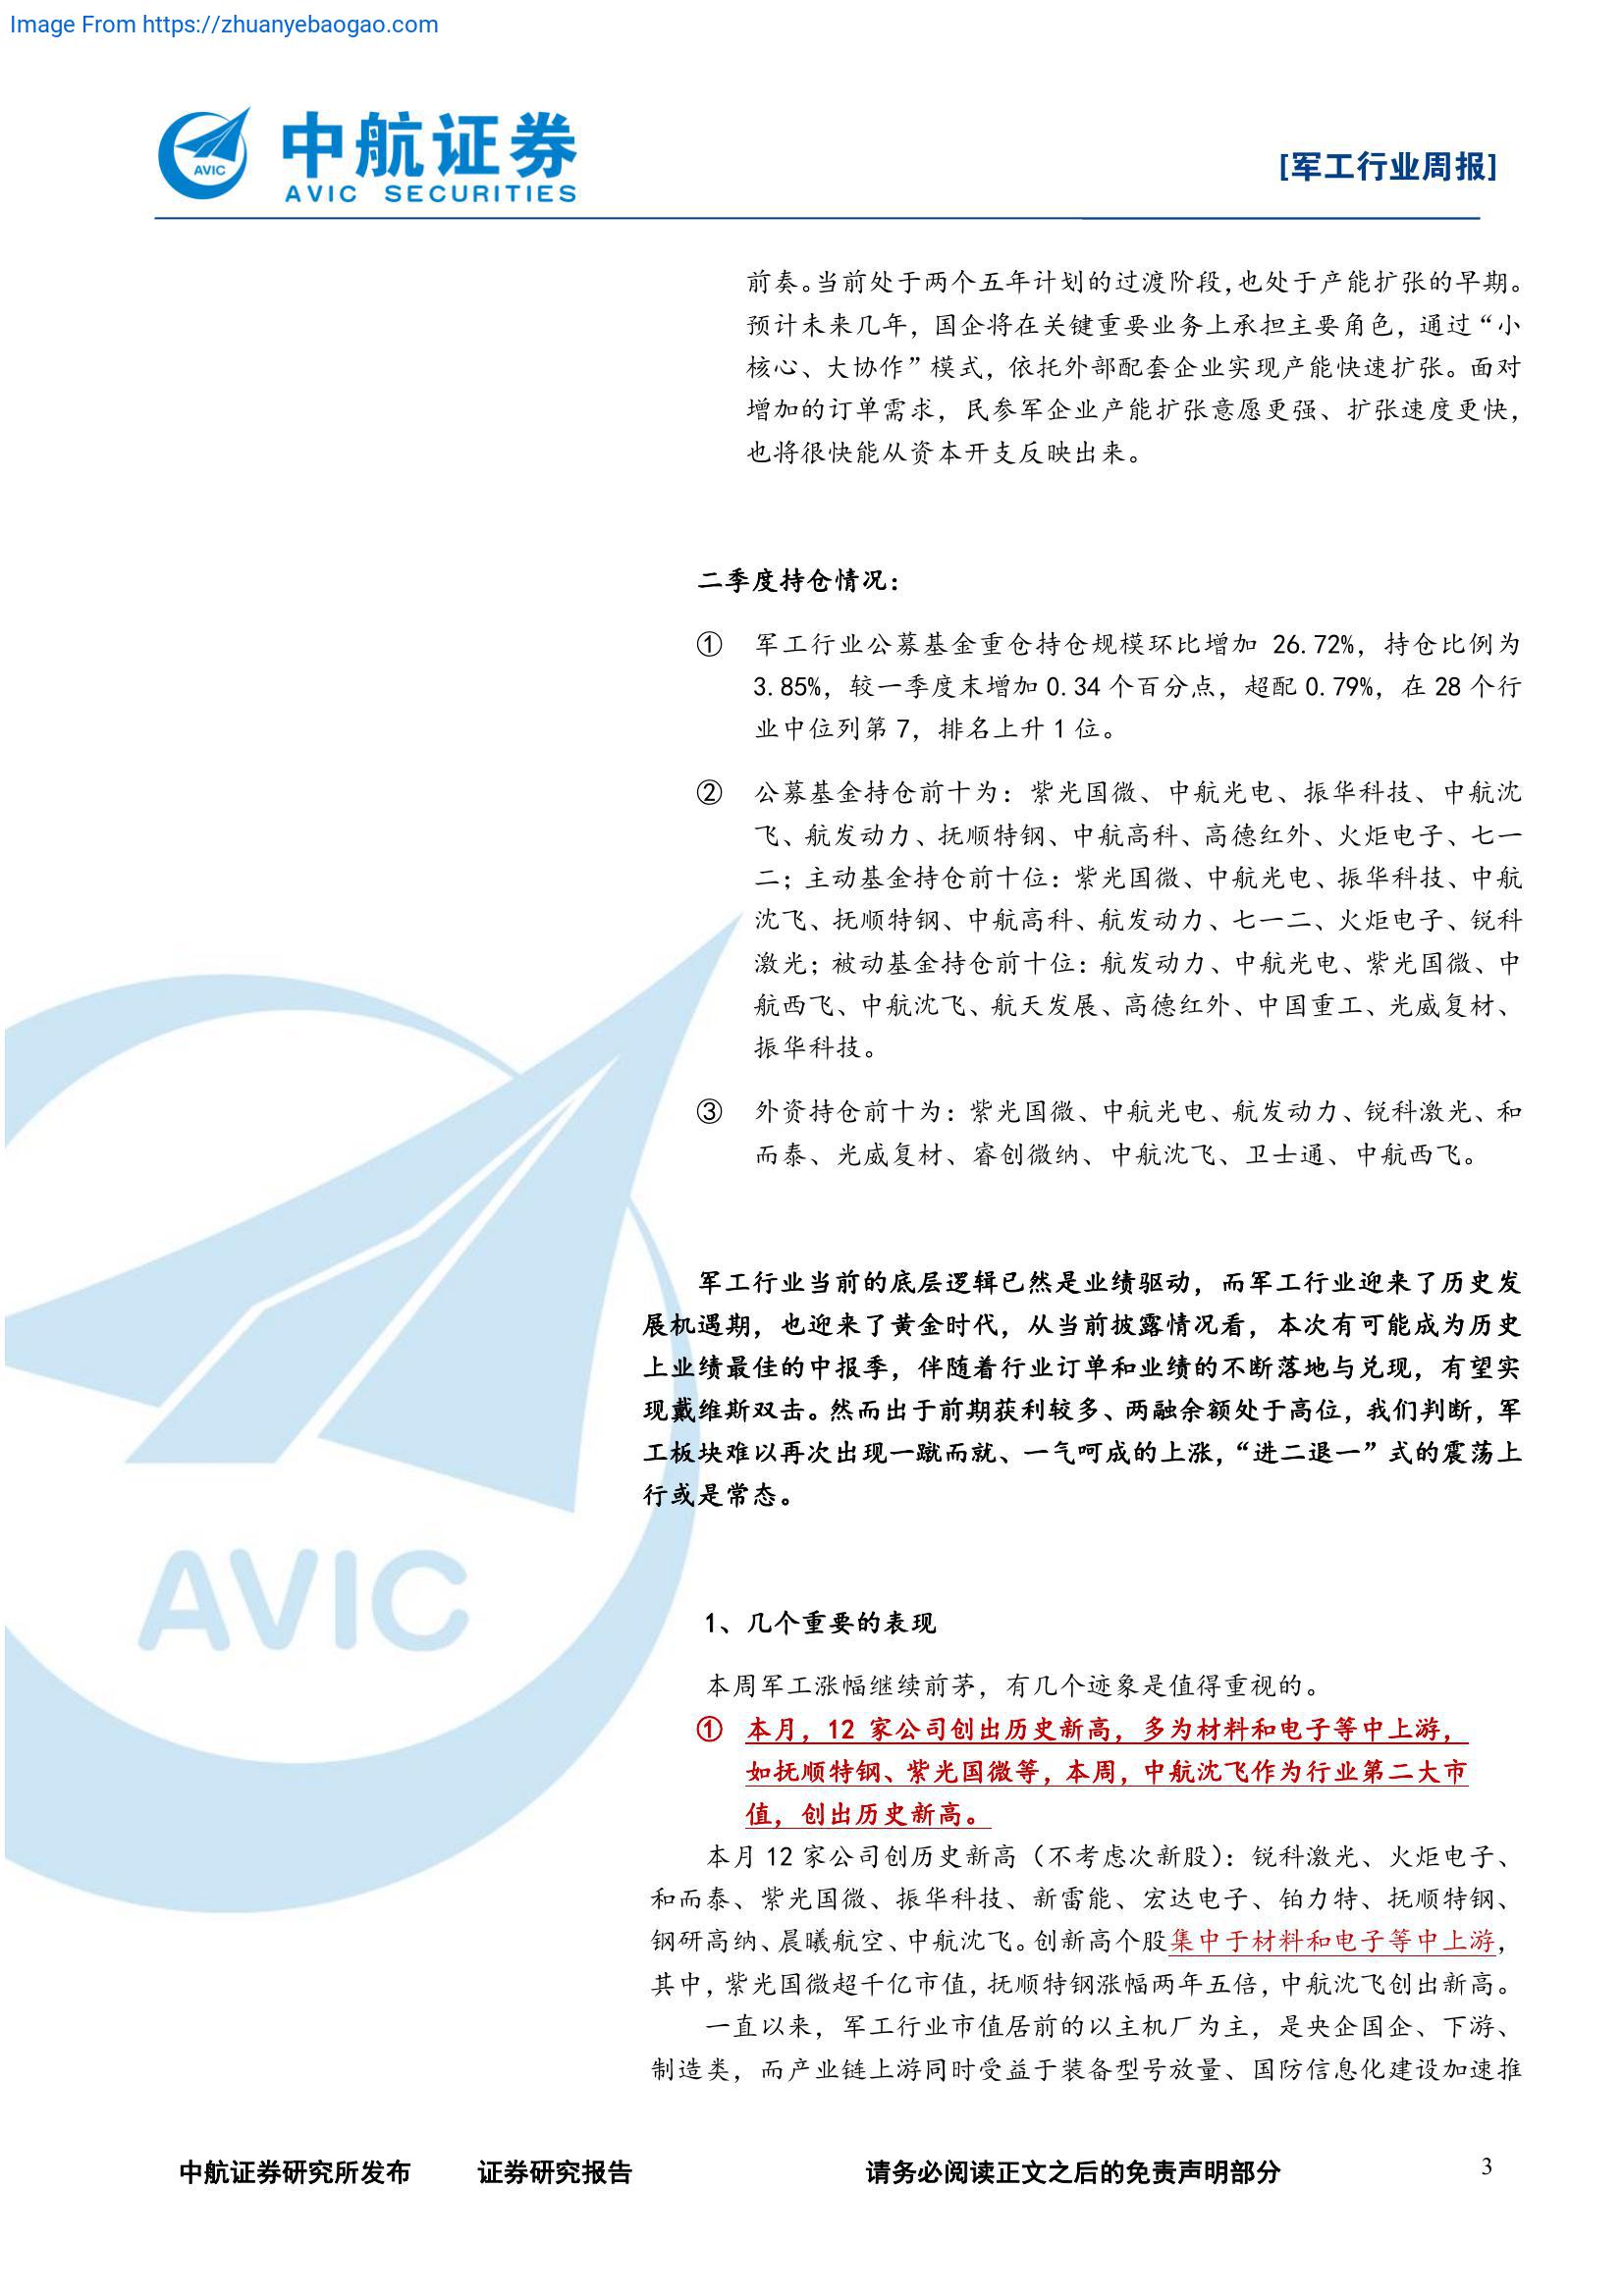 Image From https://zhuanyebaogao.com
AVIC
中航证券
AVIC SECURITIES
[军工行业周报]
前奏。当前处于两个五年计划的过渡阶段，也处于产能扩张的早期。
预计未来几年，国企将在关键重要业务上承担主要角色，通过“小
核心、大协作”模式，依托外部配套企业实现产能快速扩张。面对
增加的订单需求，民参军企业产能扩张意愿更强、扩张速度更快，
也将很快能从资本开支反映出来。
二季度持仓情况：
① 军工行业公募基金重仓持仓规模环比增加 26.72%，持仓比例为
3.85%，较一季度末增加 0.34 个百分点，超配 0.79%，在 28 个行
业中位列第 7，排名上升 1 位。
② 公募基金持仓前十为：紫光国微、中航光电、振华科技、中航沈
飞、航发动力、抚顺特钢、中航高科、高德红外、火炬电子、七一
二；主动基金持仓前十位：紫光国微、中航光电、振华科技、中航
沈飞、抚顺特钢、中航高科、航发动力、七一二、火炬电子、锐科
激光；被动基金持仓前十位：航发动力、中航光电、紫光国微、中
航西飞、中航沈飞、航天发展、高德红外、中国重工、光威复材、
振华科技。
③ 外资持仓前十为：紫光国微、中航光电、航发动力、锐科激光、和
而泰、光威复材、睿创微纳、中航沈飞、卫士通、中航西飞。
军工行业当前的底层逻辑已然是业绩驱动，而军工行业迎来了历史发
展机遇期，也迎来了黄金时代，从当前披露情况看，本次有可能成为历史
上业绩最佳的中报季，伴随着行业订单和业绩的不断落地与兑现，有望实
现戴维斯双击。然而出于前期获利较多、两融余额处于高位，我们判断，军
工板块难以再次出现一蹴而就、一气呵成的上涨，“进二退一”式的震荡上
行或是常态。
AVIC
1、几个重要的表现
本周军工涨幅继续前茅，有几个迹象是值得重视的。
① 本月，12 家公司创出历史新高，多为材料和电子等中上游，
如抚顺特钢、紫光国微等，本周，中航沈飞作为行业第二大市
值，创出历史新高。
本月 12 家公司创历史新高（不考虑次新股）：锐科激光、火炬电子、
和而泰、紫光国微、振华科技、新雷能、宏达电子、铂力特、抚顺特钢、
钢研高纳、晨曦航空、中航沈飞。创新高个股集中于材料和电子等中上游，
其中，紫光国微超千亿市值，抚顺特钢涨幅两年五倍，中航沈飞创出新高。
一直以来，军工行业市值居前的以主机厂为主，是央企国企、下游、
制造类，而产业链上游同时受益于装备型号放量、国防信息化建设加速推
中航证券研究所发布 证券研究报告 请务必阅读正文之后的免责声明部分 3